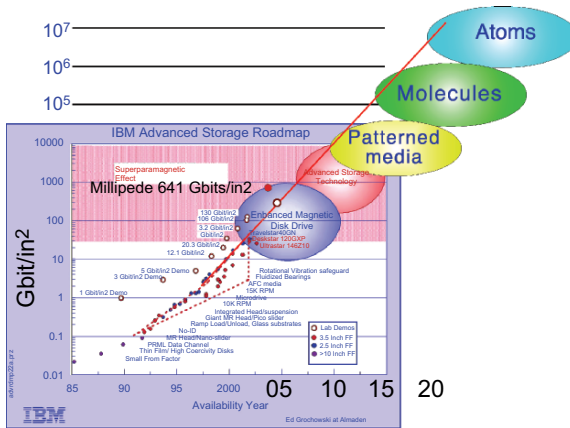 10^7
Atoms
10^6
Molecules
10^5
Patterned
media
IBM Advanced Storage Roadmap
10000
Superparamagnetic
Effect
Advanced Storage
Technology
Millipede 641 Gbits/in2
1000
130 Gbit/in2
106 Gbit/in2
Enhanced Magnetic
Disk Drive
100
3.2 Gbit/in2
Travelstar40GN
Deskstar 120GXP
Ultrastar 146Z10
20.3 Gbit/in2
12.1 Gbit/in2
10
5 Gbit/in2 Demo
3 Gbit/in2 Demo
Rotational Vibration safeguard
Fluidized Bearings
AFC media
15K RPM
1 Gbit/in2 Demo
1
Microdrive
10K RPM
Integrated Head/suspension
Giant MR Head/Pico slider
Ramp Load/Unload, Glass substrates
No-ID
MR Head/Nano-slider
0.1
PRML Data Channel
Thin Film/ High Coercivity Disks
Small From Factor
Lab Demos
3.5 inch FF
2.5 inch FF
>10 inch FF
0.01
Gbit/in2
85
90
95
2000
05
10
15
20
Availability Year
IBM
Ed Grochowski at Almaden